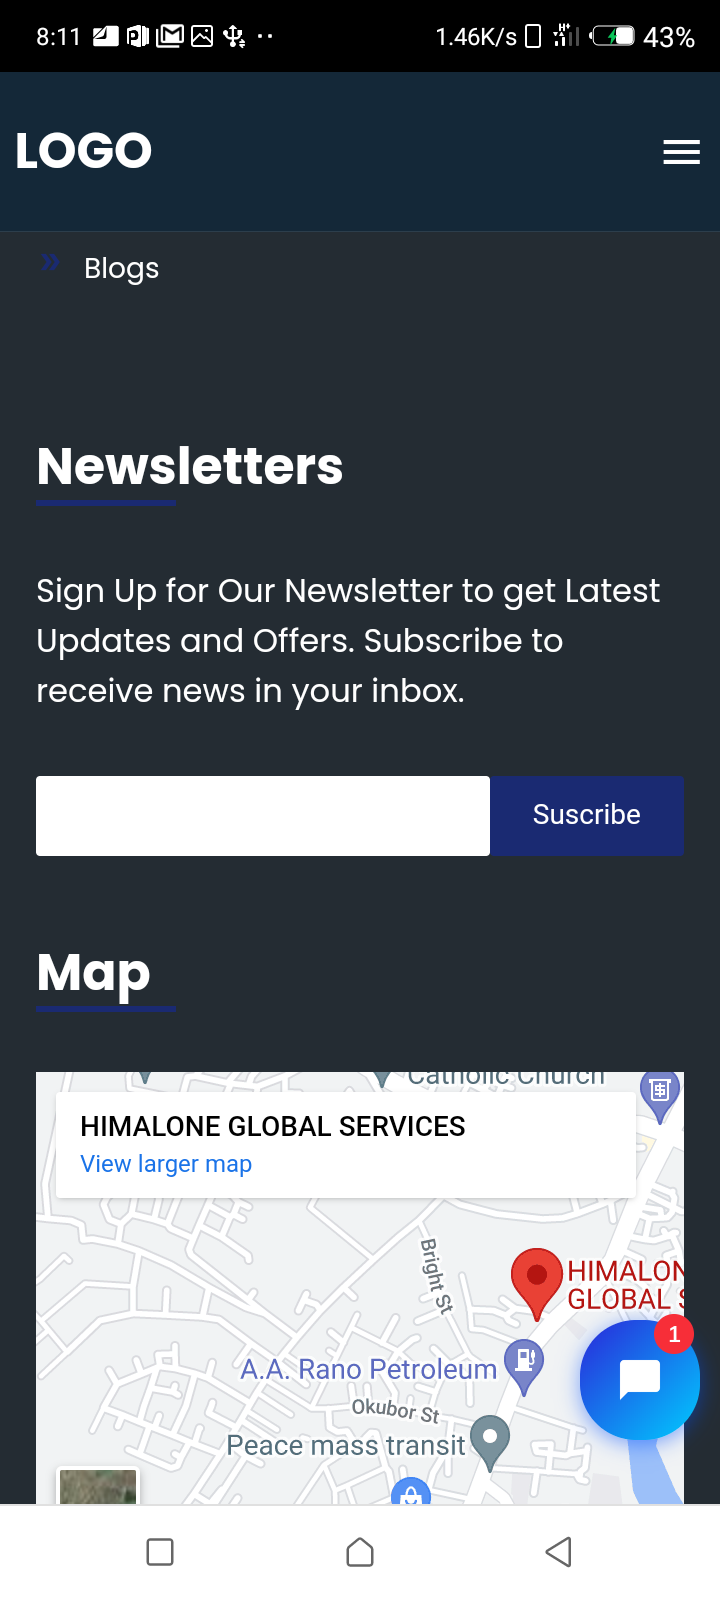 8:11 1.46K/s 43%
LOGO
Blogs
Newsletters
Sign Up for Our Newsletter to get Latest
Updates and Offers. Subscribe to
receive news in your inbox.
Suscribe
Map
Catholic Church
HIMALONE GLOBAL SERVICES
View larger map
Bright St
HIMALON
GLOBAL S
1
A.A. Rano Petroleum
Okubor St
Peace mass transit